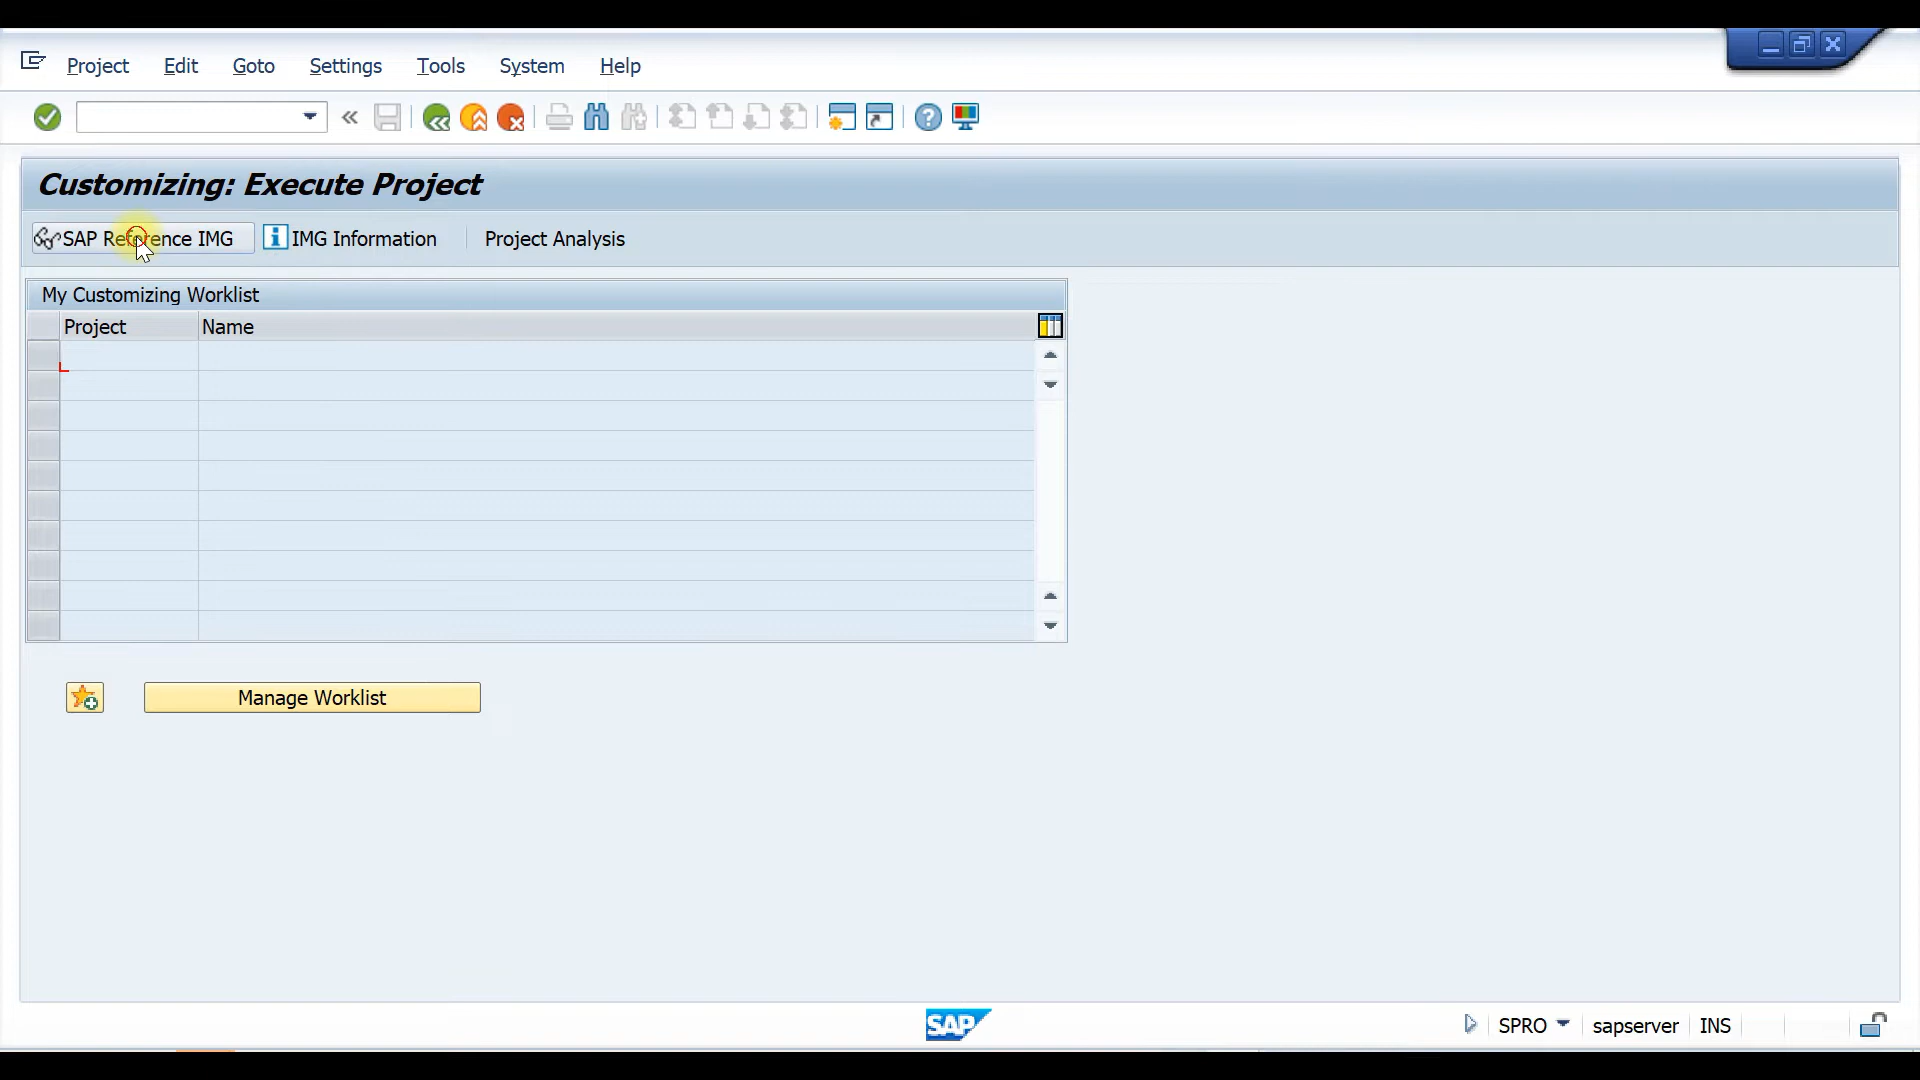 Project Edit Goto Settings Tools System Help
Customizing: Execute Project
SAP Reference IMG IMG Information Project Analysis
My Customizing Worklist
Project Name
Manage Worklist
SAP SPRO sapserver INS